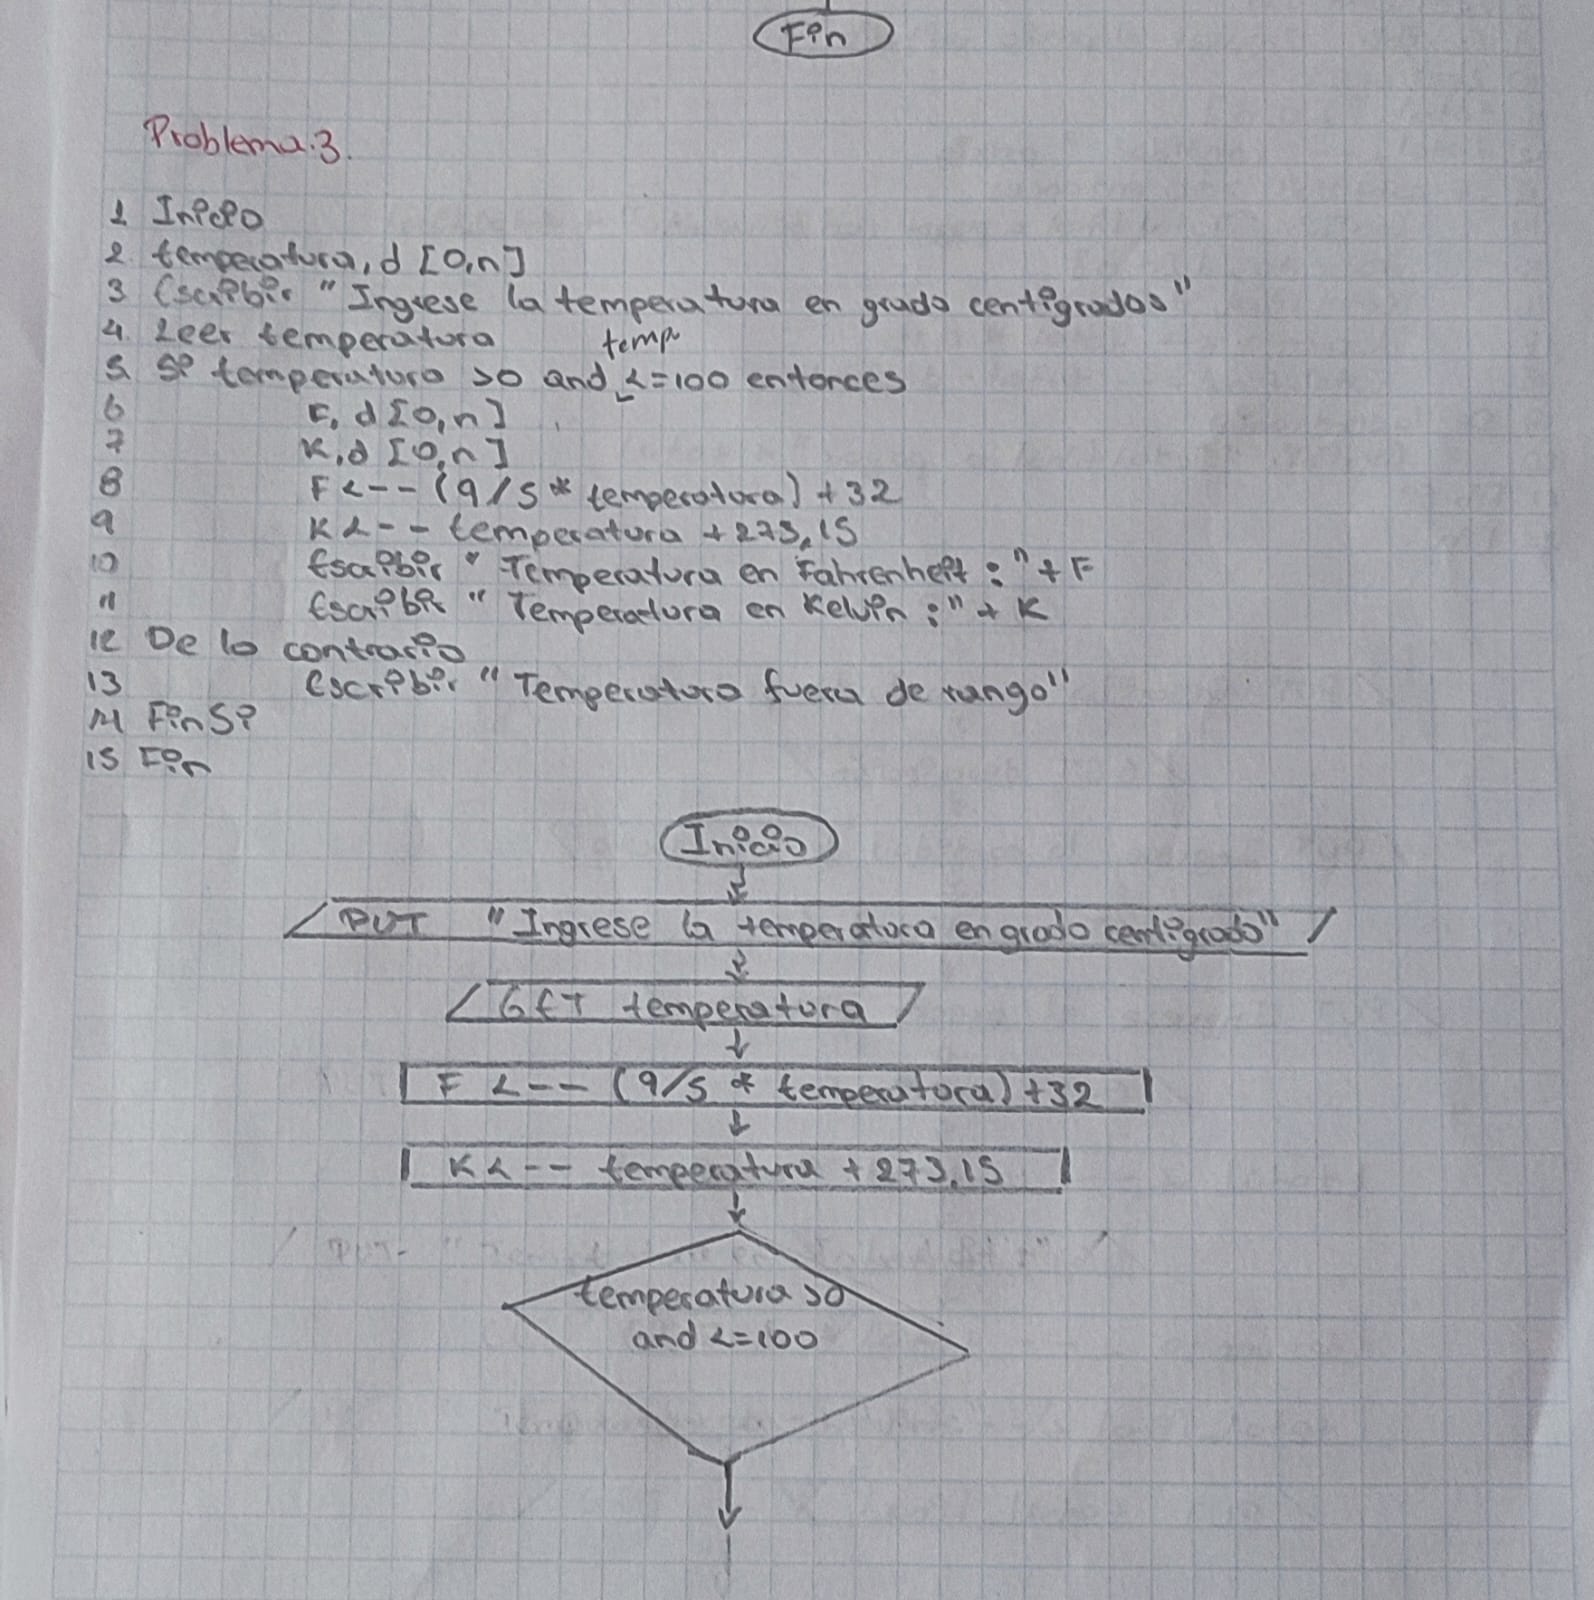 Fin
Problema.3.
1 Inicio
2. temperatura, d [0,n]
3 Escribir "Ingrese la temperatura en grado centigrados"
4. Leer temperatura
temp
5. Si temperatura >0 and <=100 entonces
6 F, d [0,n]
7 K,d [0,n]
8 F <-- (9/5 * temperatura) +32
9 K <-- temperatura +273,15
10 Escribir "Temperatura en Fahrenheit :" + F
11 Escribir "Temperatura en Kelvin :" + K
12 De lo contrario
13 Escribir "Temperatura fuera de rango"
14 FinSi
15 Fin
Inicio
PUT "Ingrese la temperatura en grado centigrado"
GET temperatura
F <-- (9/5 * temperatura) +32
K <-- temperatura +273,15
temperatura >0
and <=100